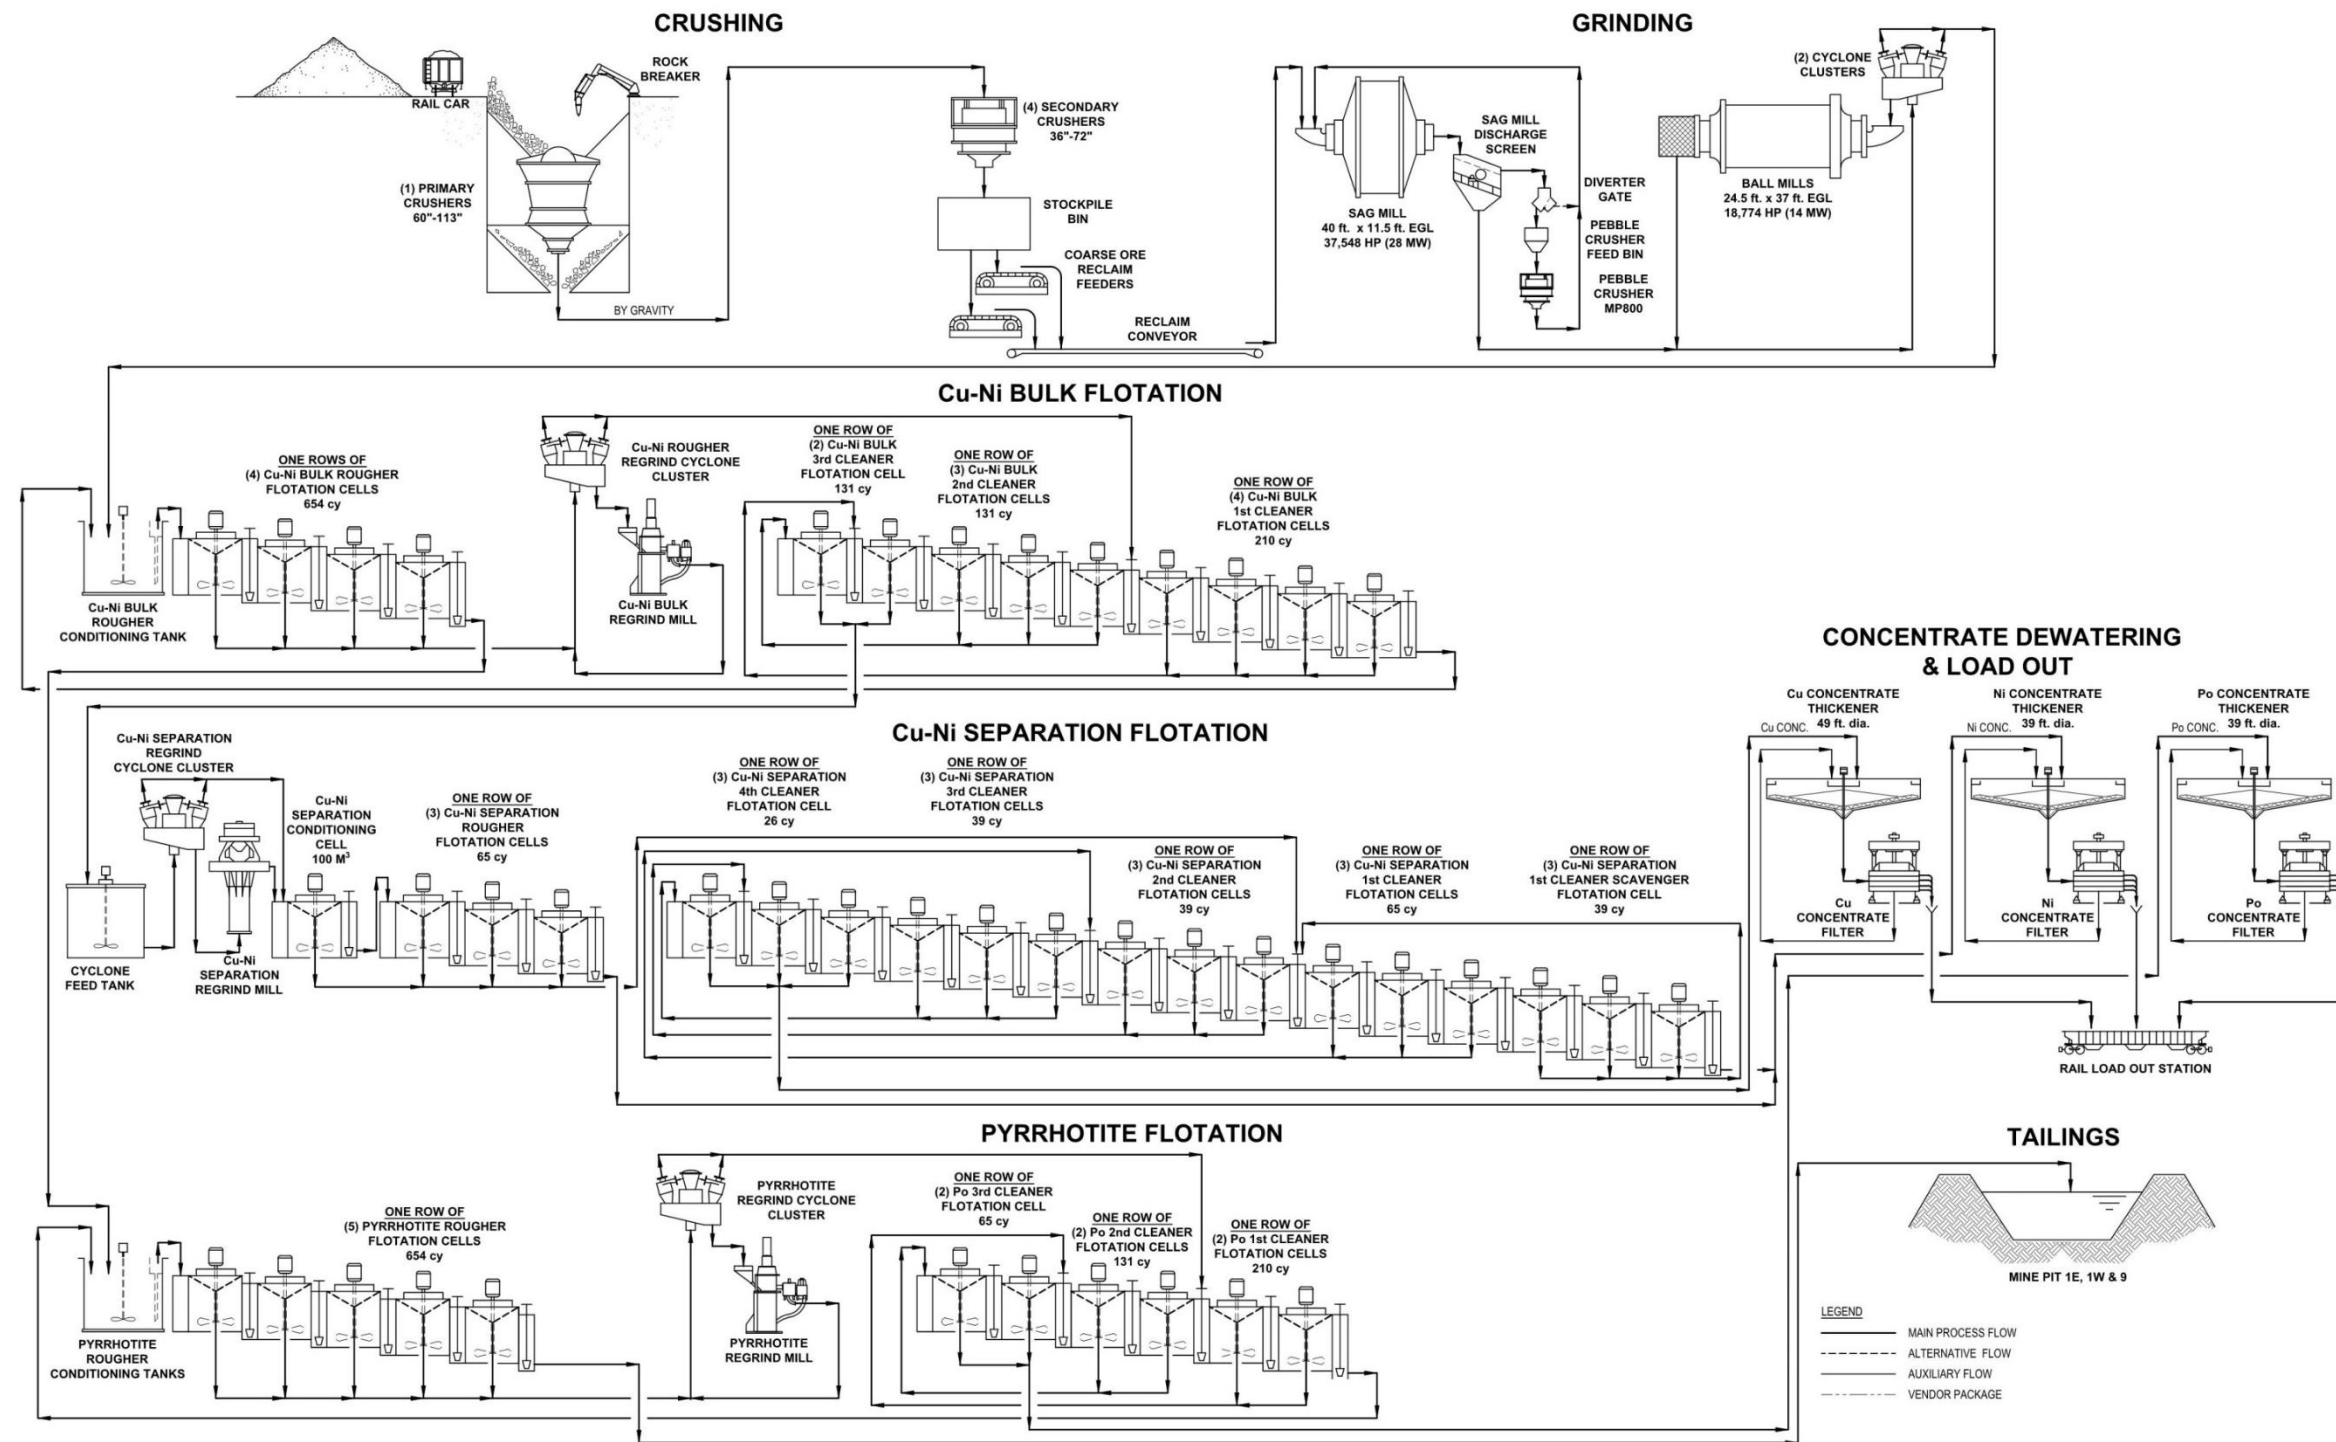 CRUSHING
GRINDING
RAIL CAR
ROCK
BREAKER
(1) PRIMARY
CRUSHERS
60"-113"
BY GRAVITY
(4) SECONDARY
CRUSHERS
36"-72"
STOCKPILE
BIN
COARSE ORE
RECLAIM
FEEDERS
RECLAIM
CONVEYOR
SAG MILL
40 ft. x 11.5 ft. EGL
37,548 HP (28 MW)
SAG MILL
DISCHARGE
SCREEN
DIVERTER
GATE
PEBBLE
CRUSHER
FEED BIN
PEBBLE
CRUSHER
MP800
(2) CYCLONE
CLUSTERS
BALL MILLS
24.5 ft. x 37 ft. EGL
18,774 HP (14 MW)
Cu-Ni BULK FLOTATION
ONE ROWS OF
(4) Cu-Ni BULK ROUGHER
FLOTATION CELLS
654 cy
Cu-Ni BULK
ROUGHER
CONDITIONING TANK
Cu-Ni ROUGHER
REGRIND CYCLONE
CLUSTER
Cu-Ni BULK
REGRIND MILL
ONE ROW OF
(2) Cu-Ni BULK
3rd CLEANER
FLOTATION CELL
131 cy
ONE ROW OF
(3) Cu-Ni BULK
2nd CLEANER
FLOTATION CELLS
131 cy
ONE ROW OF
(4) Cu-Ni BULK
1st CLEANER
FLOTATION CELLS
210 cy
CONCENTRATE DEWATERING
& LOAD OUT
Cu CONCENTRATE
THICKENER
49 ft. dia.
Cu CONC.
Ni CONCENTRATE
THICKENER
39 ft. dia.
Ni CONC.
Po CONCENTRATE
THICKENER
39 ft. dia.
Po CONC.
Cu
CONCENTRATE
FILTER
Ni
CONCENTRATE
FILTER
Po
CONCENTRATE
FILTER
RAIL LOAD OUT STATION
Cu-Ni SEPARATION FLOTATION
Cu-Ni SEPARATION
REGRIND
CYCLONE CLUSTER
CYCLONE
FEED TANK
Cu-Ni
SEPARATION
REGRIND MILL
Cu-Ni
SEPARATION
CONDITIONING
CELL
100 M³
ONE ROW OF
(3) Cu-Ni SEPARATION
ROUGHER
FLOTATION CELLS
65 cy
ONE ROW OF
(3) Cu-Ni SEPARATION
4th CLEANER
FLOTATION CELL
26 cy
ONE ROW OF
(3) Cu-Ni SEPARATION
3rd CLEANER
FLOTATION CELLS
39 cy
ONE ROW OF
(3) Cu-Ni SEPARATION
2nd CLEANER
FLOTATION CELLS
39 cy
ONE ROW OF
(3) Cu-Ni SEPARATION
1st CLEANER
FLOTATION CELLS
65 cy
ONE ROW OF
(3) Cu-Ni SEPARATION
1st CLEANER SCAVENGER
FLOTATION CELL
39 cy
PYRRHOTITE FLOTATION
PYRRHOTITE
ROUGHER
CONDITIONING TANKS
ONE ROW OF
(5) PYRRHOTITE ROUGHER
FLOTATION CELLS
654 cy
PYRRHOTITE
REGRIND CYCLONE
CLUSTER
PYRRHOTITE
REGRIND MILL
ONE ROW OF
(2) Po 3rd CLEANER
FLOTATION CELL
65 cy
ONE ROW OF
(2) Po 2nd CLEANER
FLOTATION CELLS
131 cy
ONE ROW OF
(2) Po 1st CLEANER
FLOTATION CELLS
210 cy
TAILINGS
MINE PIT 1E, 1W & 9
LEGEND
MAIN PROCESS FLOW
ALTERNATIVE FLOW
AUXILIARY FLOW
VENDOR PACKAGE